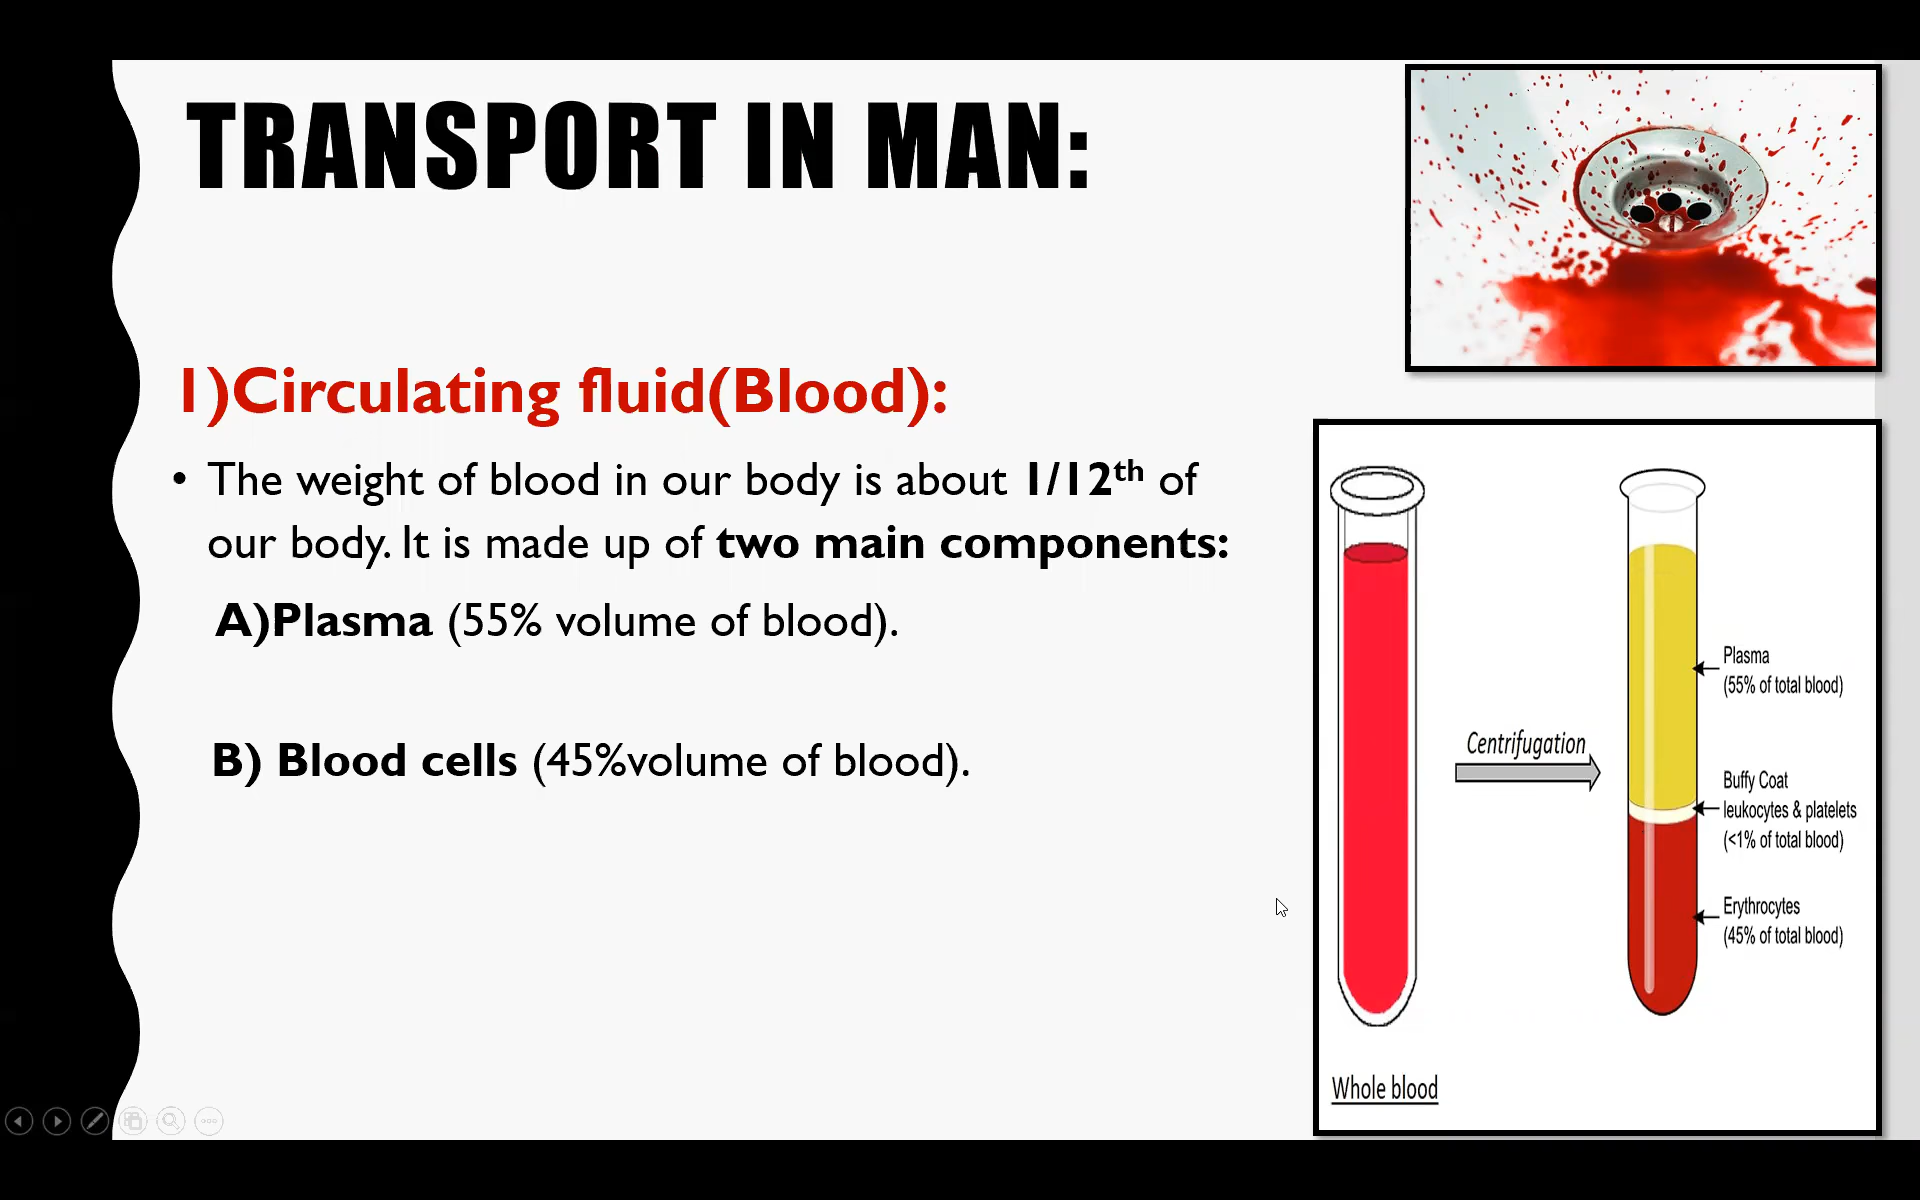 TRANSPORT IN MAN:
1)Circulating fluid(Blood):
• The weight of blood in our body is about 1/12th of
our body. It is made up of two main components:
A)Plasma (55% volume of blood).
B) Blood cells (45%volume of blood).
Centrifugation
Plasma
(55% of total blood)
Buffy Coat
leukocytes & platelets
(<1% of total blood)
Erythrocytes
(45% of total blood)
Whole blood